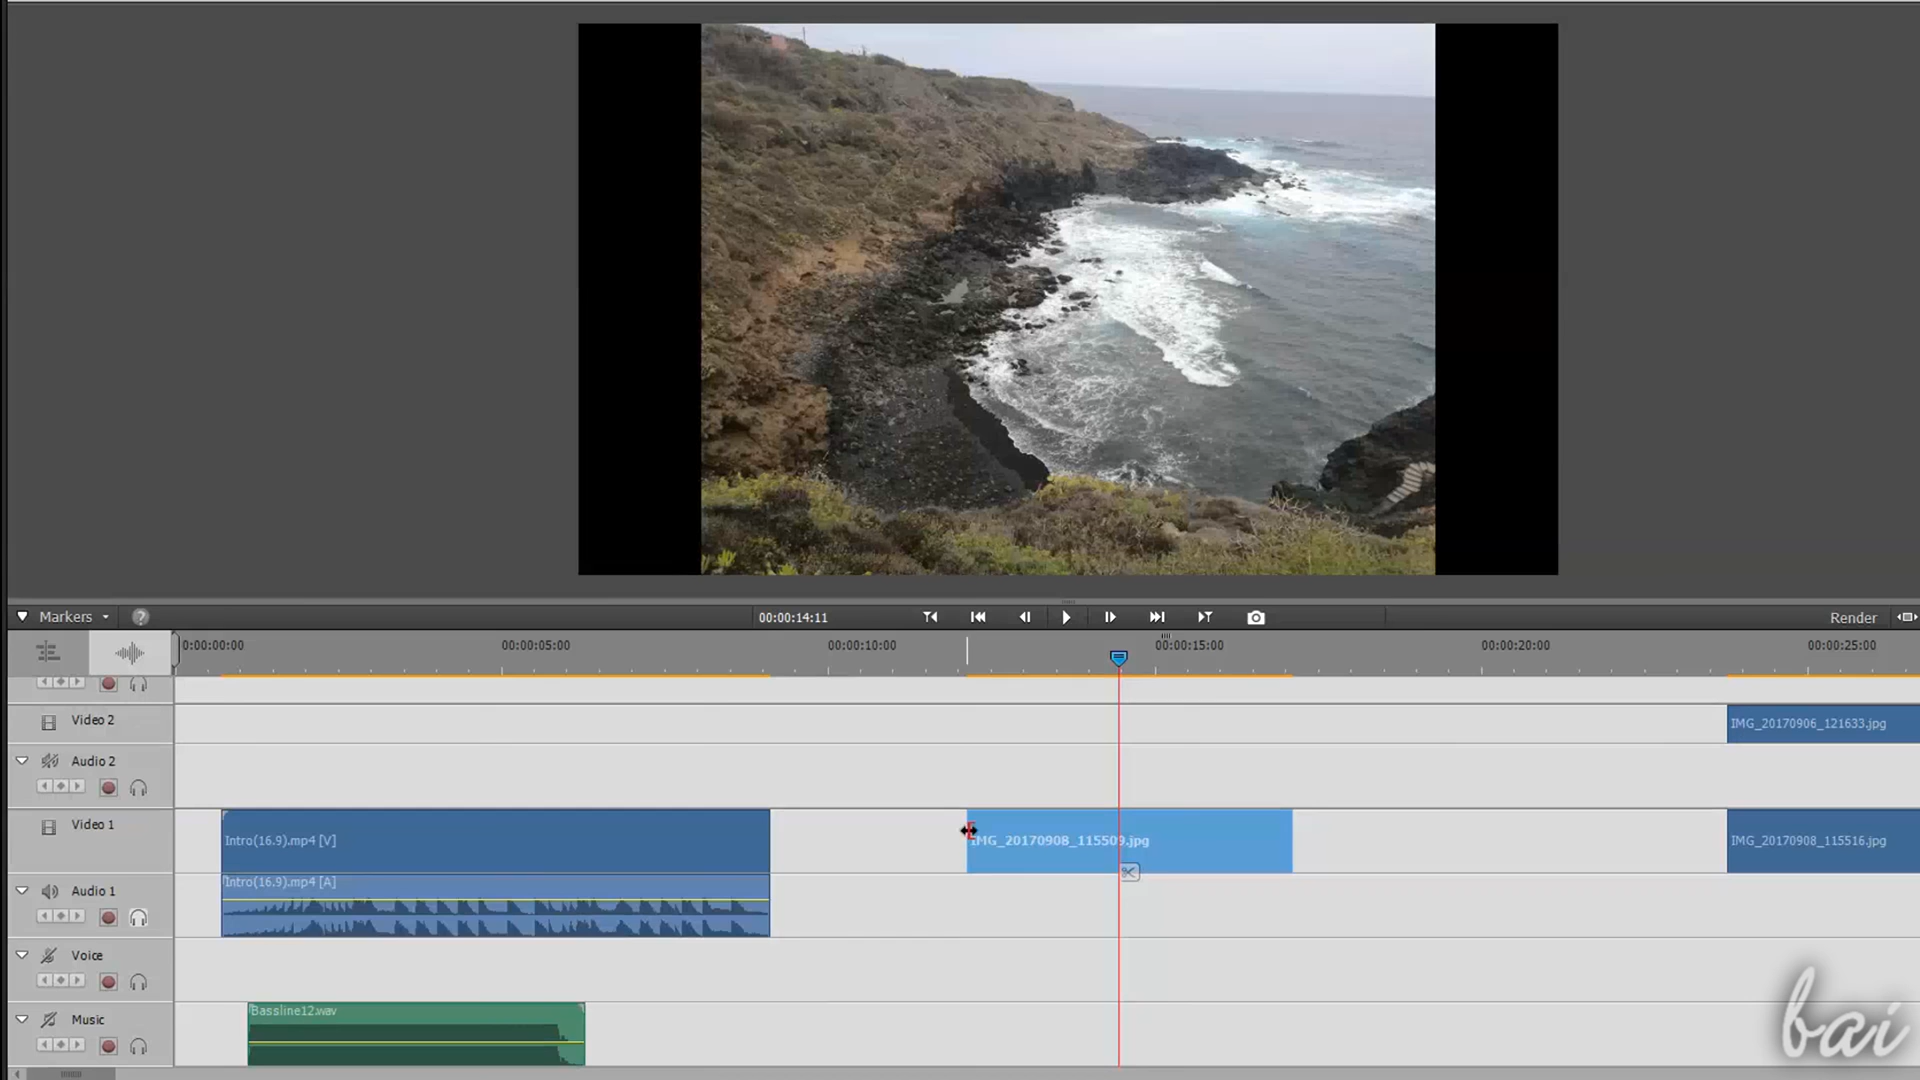 Markers
?
00:00:14:11
Render
0:00:00:00
00:00:05:00
00:00:10:00
00:00:15:00
00:00:20:00
00:00:25:00
Video 2
IMG_20170906_121633.jpg
Audio 2
Video 1
Intro(16.9).mp4 [V]
IMG_20170908_115509.jpg
IMG_20170908_115516.jpg
Audio 1
Intro(16.9).mp4 [A]
Voice
Music
Bassline12.wav
bai